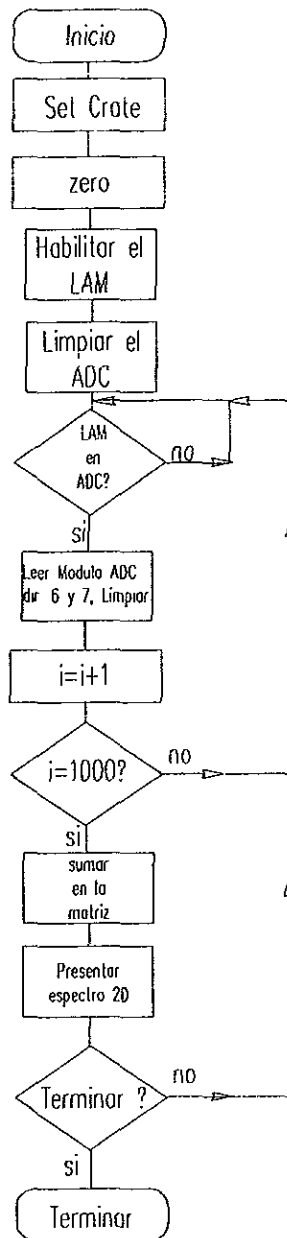 Inicio
Set Crate
zero
Habilitar el
LAM
Limpiar el
ADC
LAM
en
ADC?
no
si
Leer Modulo ADC
dir 6 y 7, Limpiar
i=i+1
i=1000?
no
si
sumar
en la
matriz
Presentar
espectro 2D
Terminar ?
no
si
Terminar